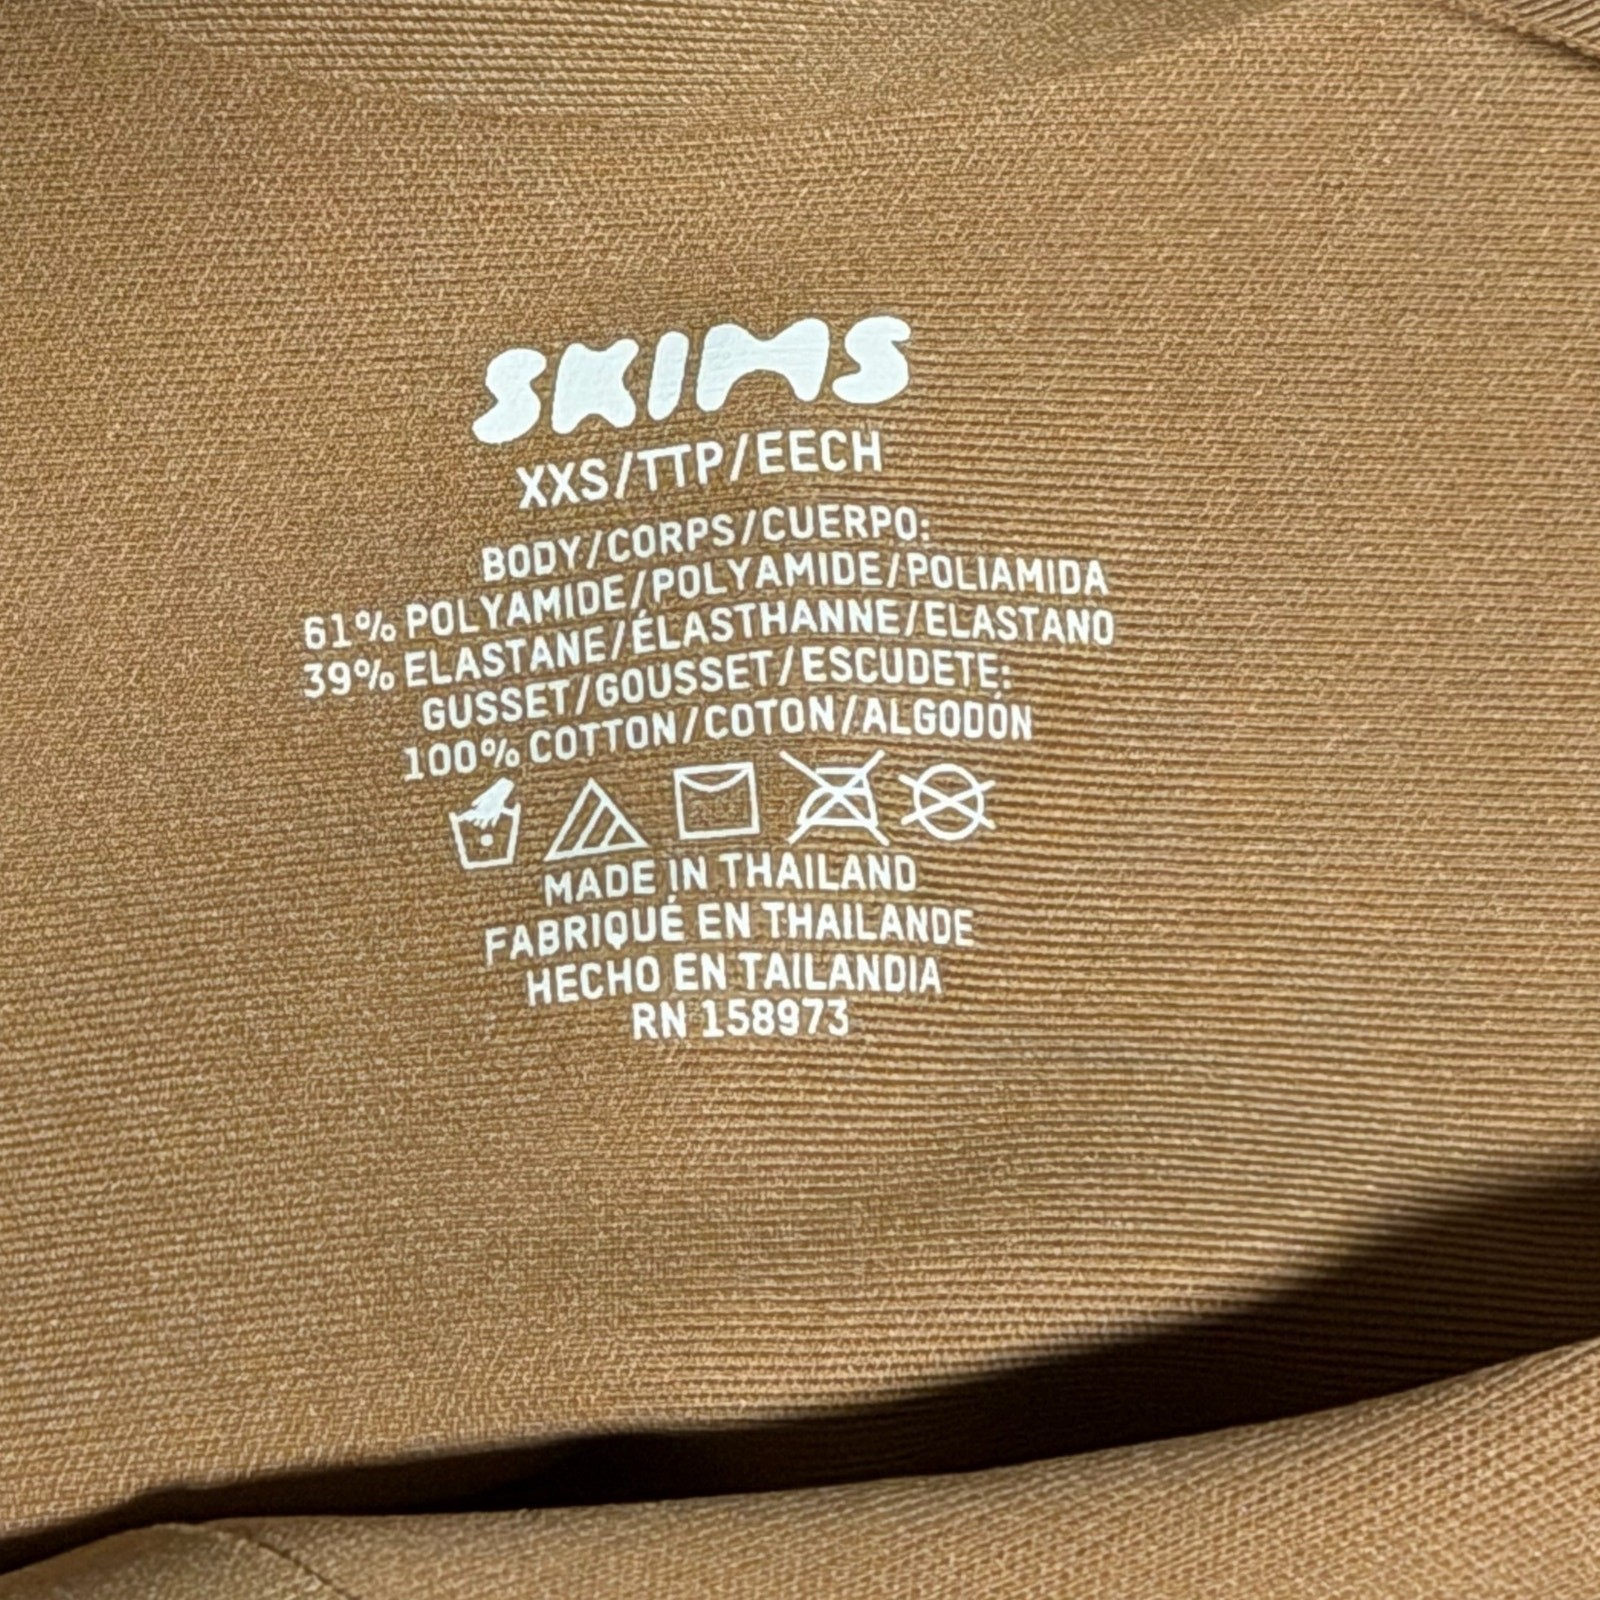 SKIMS
XXS/TTP/EECH
BODY/CORPS/CUERPO:
61% POLYAMIDE/POLYAMIDE/POLIAMIDA
39% ELASTANE/ÉLASTHANNE/ELASTANO
GUSSET/GOUSSET/ESCUDETE:
100% COTTON/COTON/ALGODÓN
MADE IN THAILAND
FABRIQUÉ EN THAILANDE
HECHO EN TAILANDIA
RN 158973